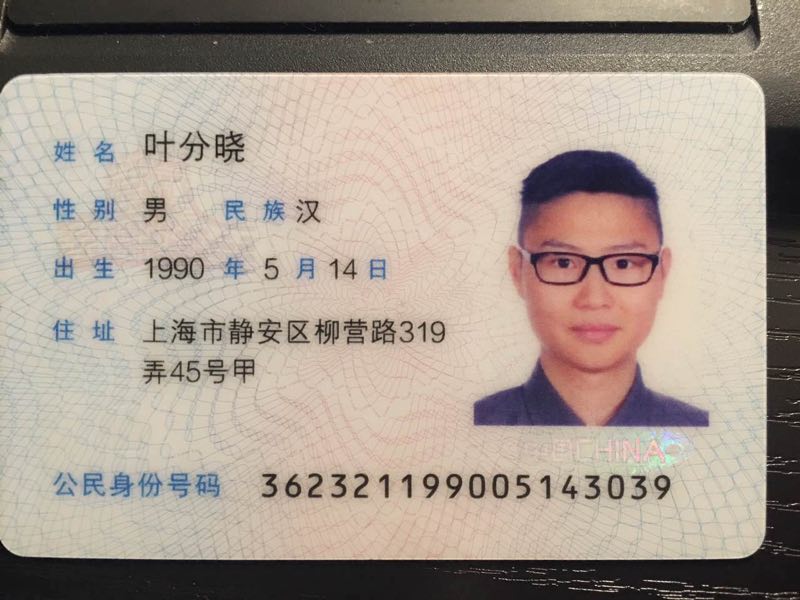 姓名 叶分晓
性别 男 民族 汉
出生 1990 年 5 月 14 日
住址 上海市静安区柳营路319
弄45号甲
CHINA
公民身份号码 362321199005143039